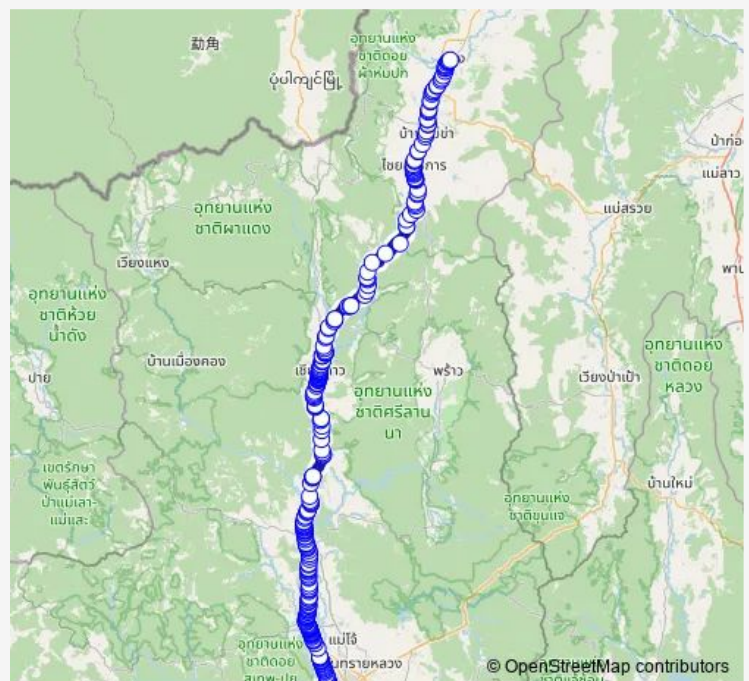 勐角
อุทยานแห่ง
ชาติดอย
ผ้าห่มปก
ပုံပါကျင်မြို့
ป่าก่อ
แม่ลาว
อุทยานแห่ง
ชาติผาแดง
แม่สรวย
เวียงแหง
พาน
อุทยานแห่ง
ชาติห้วย
น้ำดัง
บ้านเมืองคอง
ปาย
พร้าว
อุทยานแห่ง
ชาติศรีลาน
นา
เวียงป่าเป้า
อุทยานแห่ง
ชาติดอย
หลวง
เขตรักษา
พันธุ์สัตว์
ป่าแม่เลา-
แม่แสะ
อุทยานแห่ง
ชาติขุนแจ
บ้านใหม่
แม่โจ้
อุทยานแห่ง
ชาติดอย
สุเทพ-ปุย
© OpenStreetMap contributors